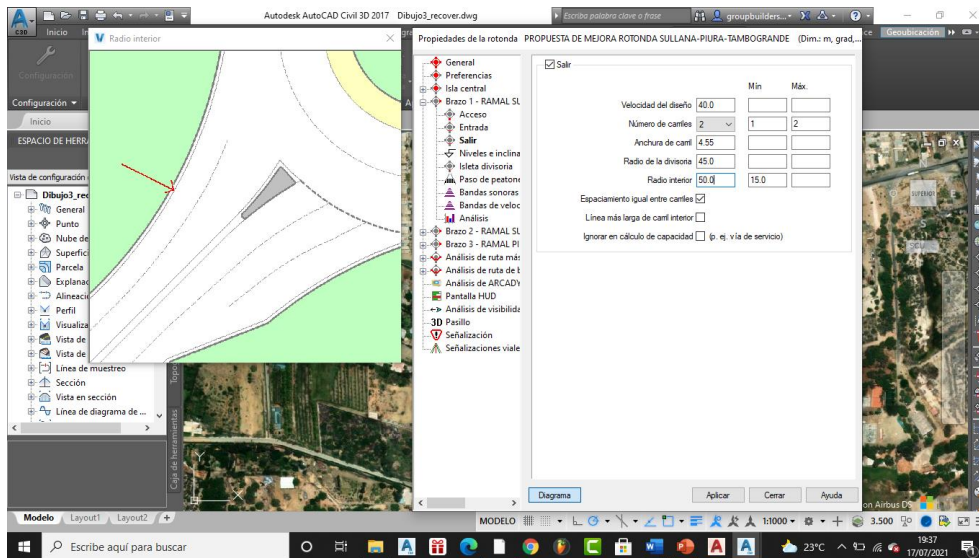 Autodesk AutoCAD Civil 3D 2017 Dibujo3_recover.dwg
Escriba palabra clave o frase
groupbuilders...
C3D
Inicio
Geoubicación
Configuración
Configuración
Inicio
ESPACIO DE HERR
Vista de configuración
Dibujo3_rec
General
Punto
Nube de
Superfic
Parcela
Explanac
Alineació
Perfil
Visualiza
Vista de
Vista de
Línea de muestreo
Sección
Vista en sección
Línea de diagrama de ...
Caja de herramientas
Radio interior
Propiedades de la rotonda PROPUESTA DE MEJORA ROTONDA SULLANA-PIURA-TAMBOGRANDE (Dim.: m, grad,...
General
Preferencias
Isla central
Brazo 1 - RAMAL SU
Acceso
Entrada
Salir
Niveles e inclina
Isleta divisoria
Paso de peatone
Bandas sonoras
Bandas de veloc
Análisis
Brazo 2 - RAMAL SU
Brazo 3 - RAMAL PI
Análisis de ruta más
Análisis de ruta de b
Análisis de ARCADY
Pantalla HUD
Análisis de visibilida
3D Pasillo
Señalización
Señalizaciones viale
Salir
Mín Máx.
Velocidad del diseño 40.0
Número de carriles 2 1 2
Anchura de carril 4.55
Radio de la divisoria 45.0
Radio interior 50.0 15.0
Espaciamiento igual entre carriles
Línea más larga de carril interior
Ignorar en cálculo de capacidad (p. ej. vía de servicio)
Diagrama Aplicar Cerrar Ayuda
SUPERIOR
Y
X
on Airbus DS
Modelo Layout1 Layout2 +
MODELO 1:1000 3.500
Escribe aquí para buscar
23°C
19:37
17/07/2021